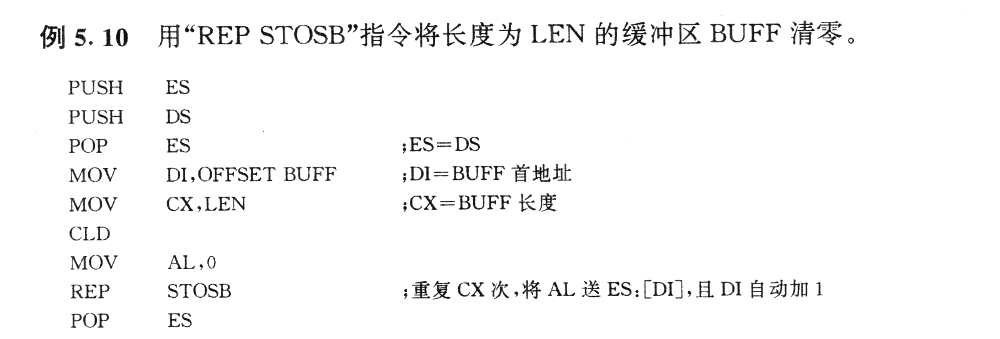 例 5.10 用“REP STOSB”指令将长度为 LEN 的缓冲区 BUFF 清零。
PUSH ES
PUSH DS
POP ES ;ES=DS
MOV DI,OFFSET BUFF ;DI=BUFF 首地址
MOV CX,LEN ;CX=BUFF 长度
CLD
MOV AL,0
REP STOSB ;重复 CX 次,将 AL 送 ES:[DI],且 DI 自动加 1
POP ES